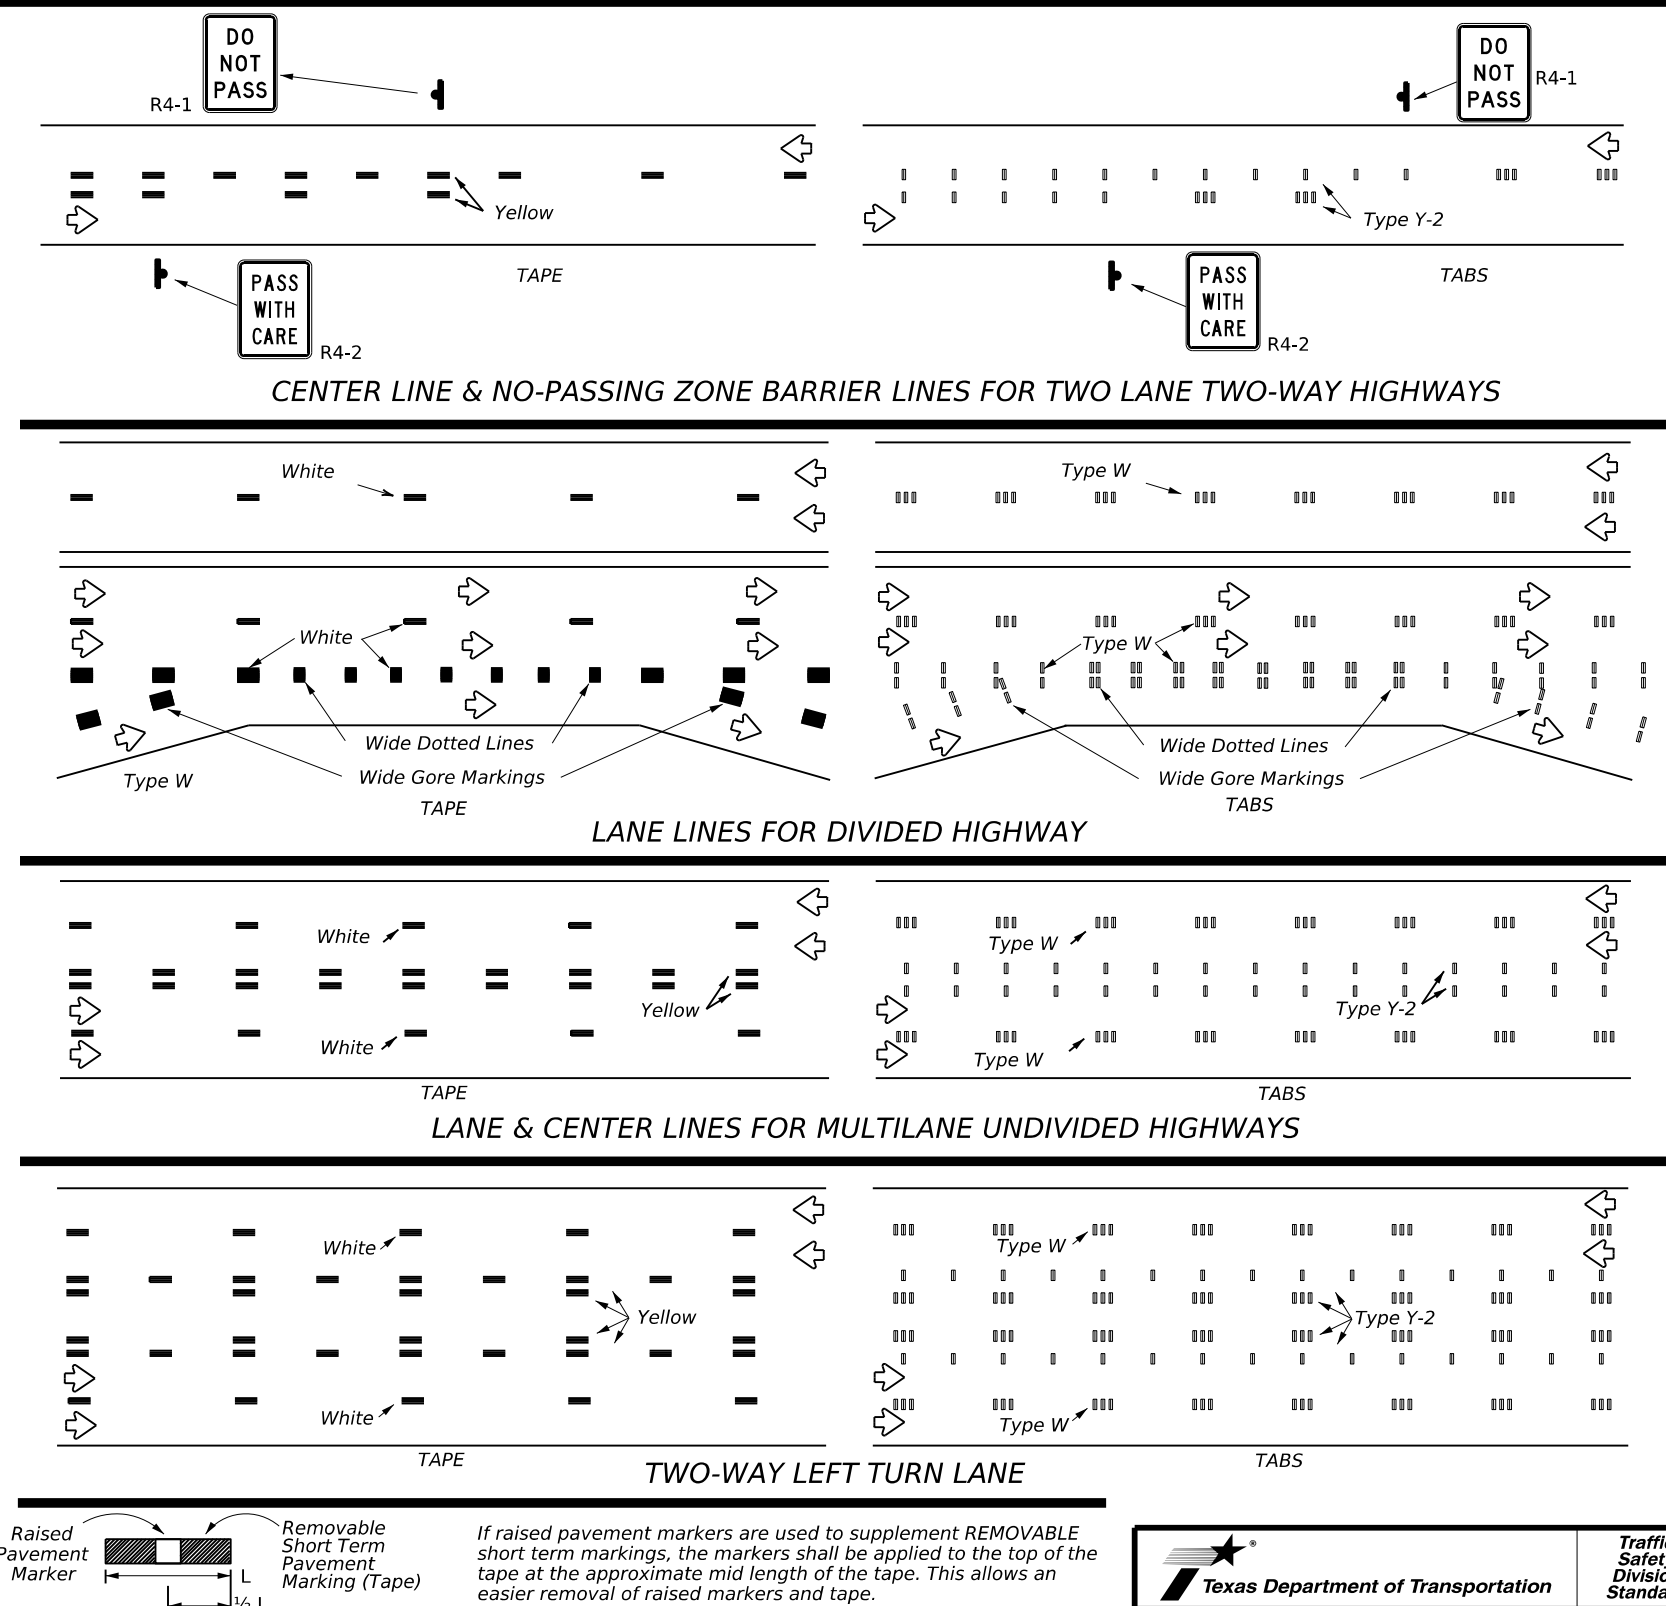 DO
NOT
PASS
R4-1
DO
NOT
PASS
R4-1
Yellow
Type Y-2
TAPE
TABS
PASS
WITH
CARE
R4-2
PASS
WITH
CARE
R4-2
CENTER LINE & NO-PASSING ZONE BARRIER LINES FOR TWO LANE TWO-WAY HIGHWAYS
White
Type W
White
Type W
Wide Dotted Lines
Wide Dotted Lines
Type W
Wide Gore Markings
Wide Gore Markings
TAPE
TABS
LANE LINES FOR DIVIDED HIGHWAY
White
Type W
Yellow
Type Y-2
White
Type W
TAPE
TABS
LANE & CENTER LINES FOR MULTILANE UNDIVIDED HIGHWAYS
White
Type W
Yellow
Type Y-2
White
Type W
TAPE
TABS
TWO-WAY LEFT TURN LANE
Raised
Pavement
Marker
Removable
Short Term
Pavement
Marking (Tape)
L
½ L
If raised pavement markers are used to supplement REMOVABLE
short term markings, the markers shall be applied to the top of the
tape at the approximate mid length of the tape. This allows an
easier removal of raised markers and tape.
®
Texas Department of Transportation
Traffic
Safety
Division
Standa